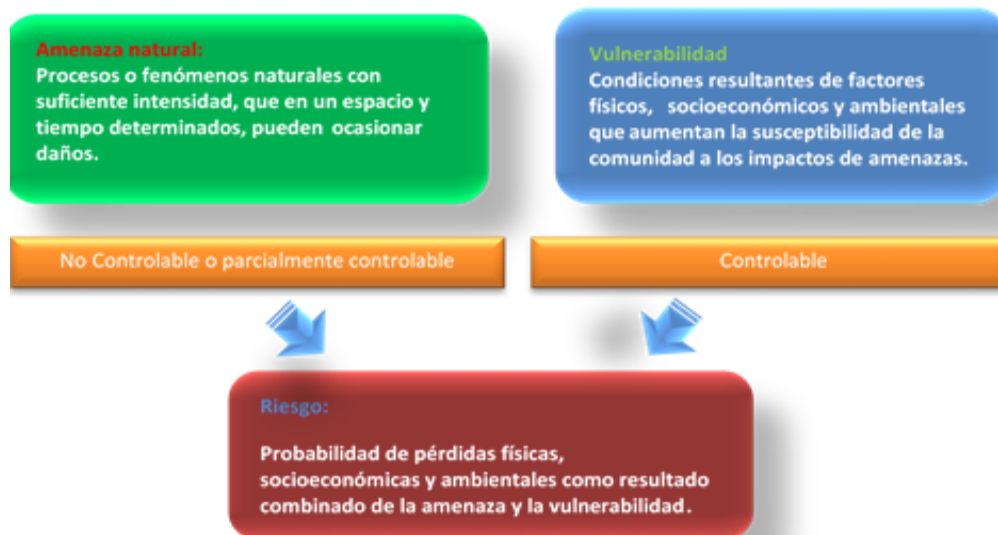 Amenaza natural:
Procesos o fenómenos naturales con
suficiente intensidad, que en un espacio y
tiempo determinados, pueden ocasionar
daños.
Vulnerabilidad
Condiciones resultantes de factores
físicos, socioeconómicos y ambientales
que aumentan la susceptibilidad de la
comunidad a los impactos de amenazas.
No Controlable o parcialmente controlable
Controlable
Riesgo:
Probabilidad de pérdidas físicas,
socioeconómicas y ambientales como resultado
combinado de la amenaza y la vulnerabilidad.